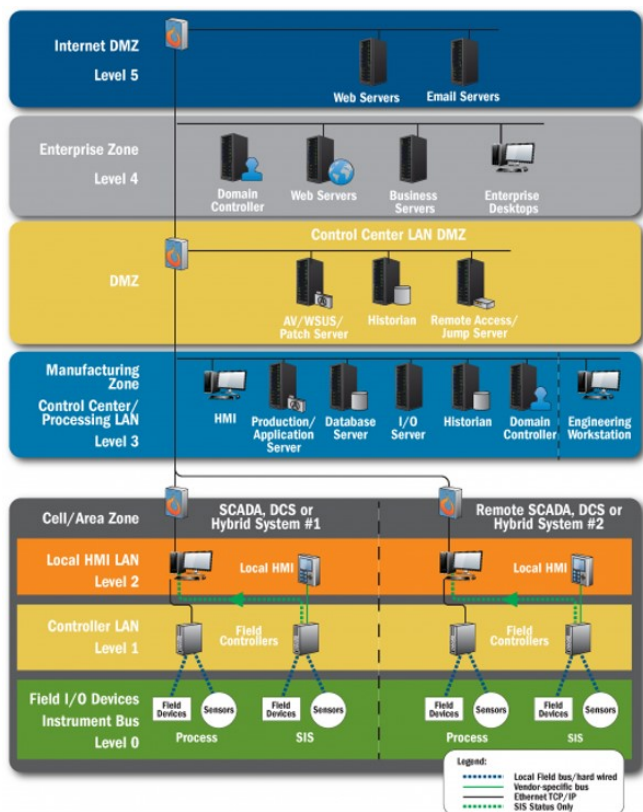 Internet DMZ
Level 5
Web Servers
Email Servers
Enterprise Zone
Level 4
Domain
Controller
Web Servers
Business
Servers
Enterprise
Desktops
Control Center LAN DMZ
DMZ
AV/WSUS/
Patch Server
Historian
Remote Access/
Jump Server
Manufacturing
Zone
Control Center/
Processing LAN
Level 3
HMI
Production/
Application
Server
Database
Server
I/O
Server
Historian
Domain
Controller
Engineering
Workstation
Cell/Area Zone
SCADA, DCS or
Hybrid System #1
Remote SCADA, DCS or
Hybrid System #2
Local HMI LAN
Level 2
Local HMI
Local HMI
Controller LAN
Level 1
Field
Controllers
Field
Controllers
Field I/O Devices
Instrument Bus
Level 0
Field
Devices
Sensors
Process
Field
Devices
Sensors
SIS
Field
Devices
Sensors
Process
Field
Devices
Sensors
SIS
Legend:
Local Field bus/hard wired
Vendor-specific bus
Ethernet TCP/IP
SIS Status Only